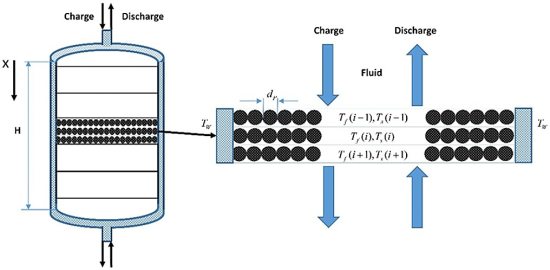 Charge
Discharge
X
H
Charge
Discharge
Fluid
d_p
T_w
T_w
T_f(i−1),T_s(i−1)
T_f(i),T_s(i)
T_f(i+1),T_s(i+1)